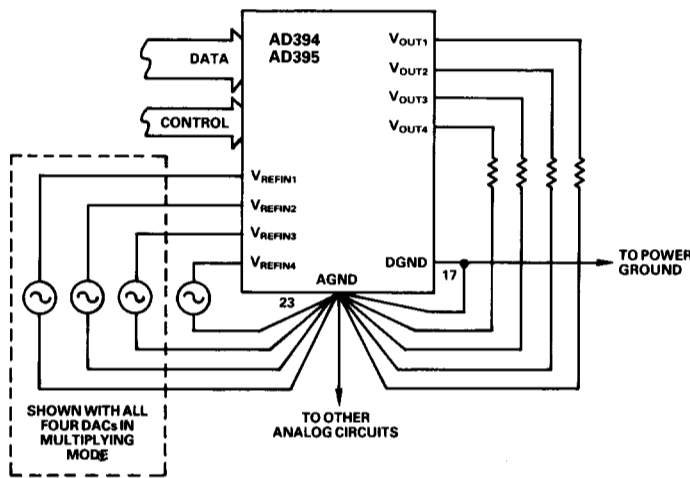 AD394
AD395
DATA
CONTROL
VOUT1
VOUT2
VOUT3
VOUT4
VREFIN1
VREFIN2
VREFIN3
VREFIN4
DGND
17
AGND
23
TO POWER
GROUND
TO OTHER
ANALOG CIRCUITS
SHOWN WITH ALL
FOUR DACs IN
MULTIPLYING
MODE